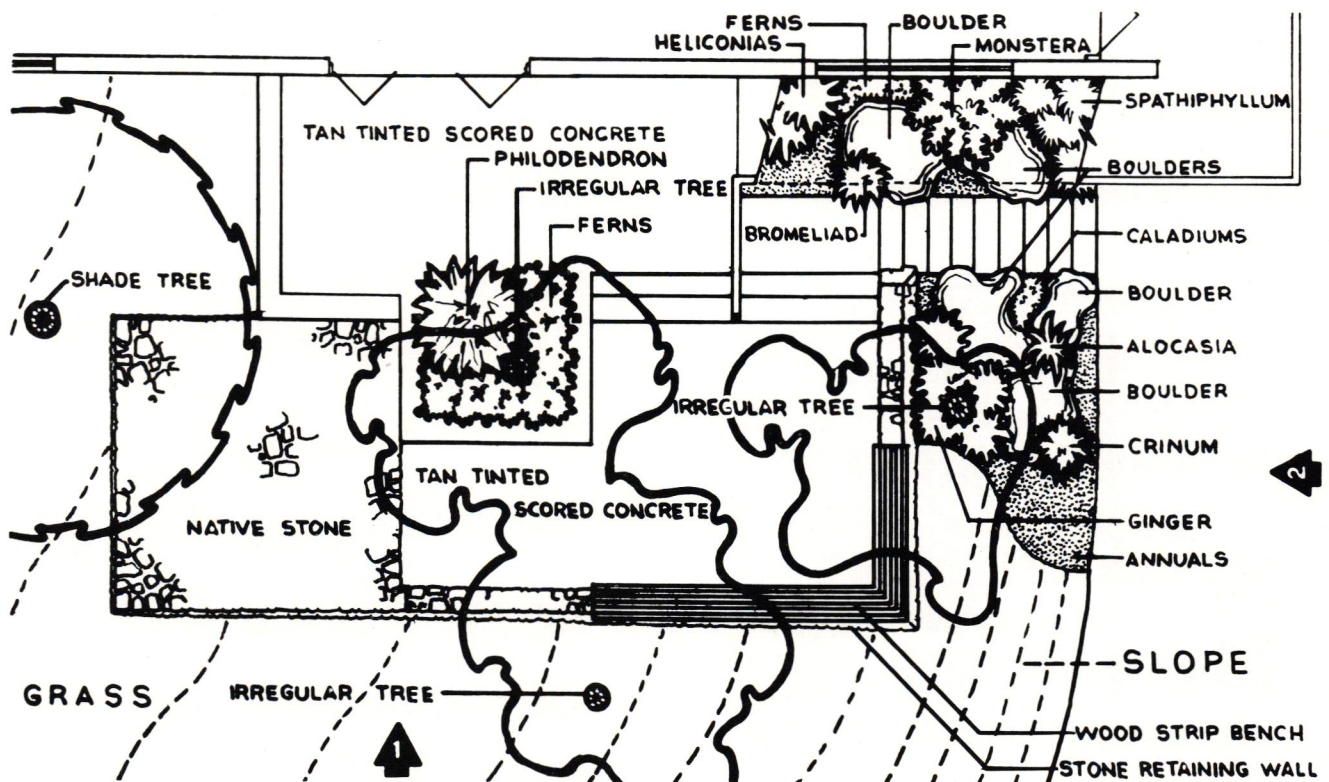 FERNS
BOULDER
HELICONIAS
MONSTERA
SPATHIPHYLLUM
TAN TINTED SCORED CONCRETE
PHILODENDRON
BOULDERS
IRREGULAR TREE
FERNS
BROMELIAD
CALADIUMS
SHADE TREE
BOULDER
ALOCASIA
BOULDER
IRREGULAR TREE
CRINUM
TAN TINTED
SCORED CONCRETE
2
NATIVE STONE
GINGER
ANNUALS
SLOPE
GRASS
IRREGULAR TREE
WOOD STRIP BENCH
1
STONE RETAINING WALL